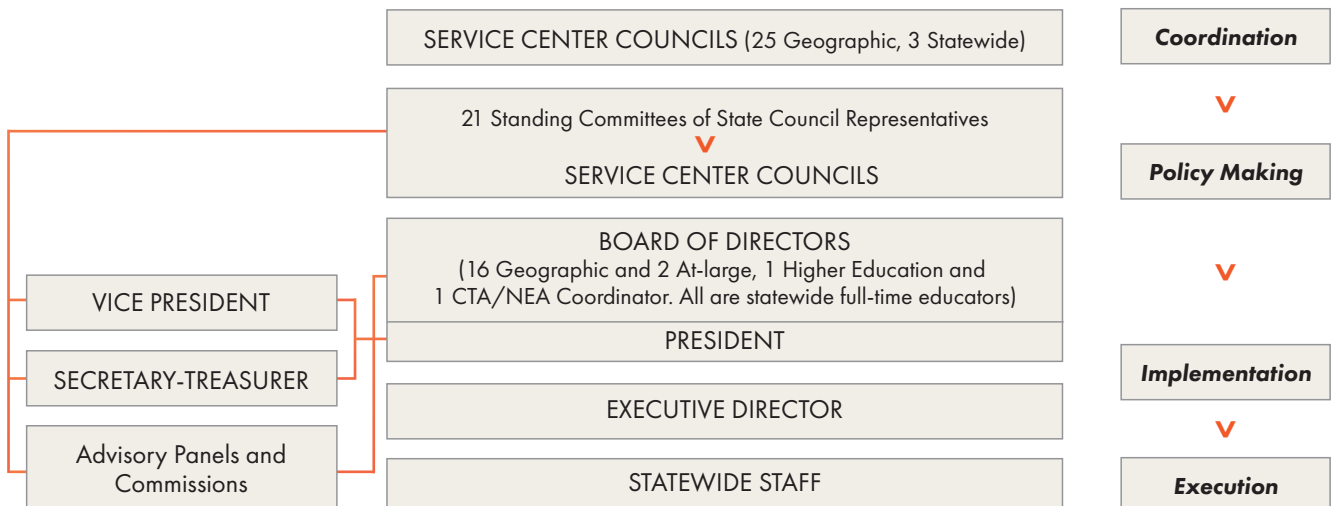 SERVICE CENTER COUNCILS (25 Geographic, 3 Statewide)
Coordination
21 Standing Committees of State Council Representatives
SERVICE CENTER COUNCILS
Policy Making
BOARD OF DIRECTORS
(16 Geographic and 2 At-large, 1 Higher Education and
1 CTA/NEA Coordinator. All are statewide full-time educators)
VICE PRESIDENT
PRESIDENT
SECRETARY-TREASURER
Implementation
EXECUTIVE DIRECTOR
Advisory Panels and
Commissions
STATEWIDE STAFF
Execution